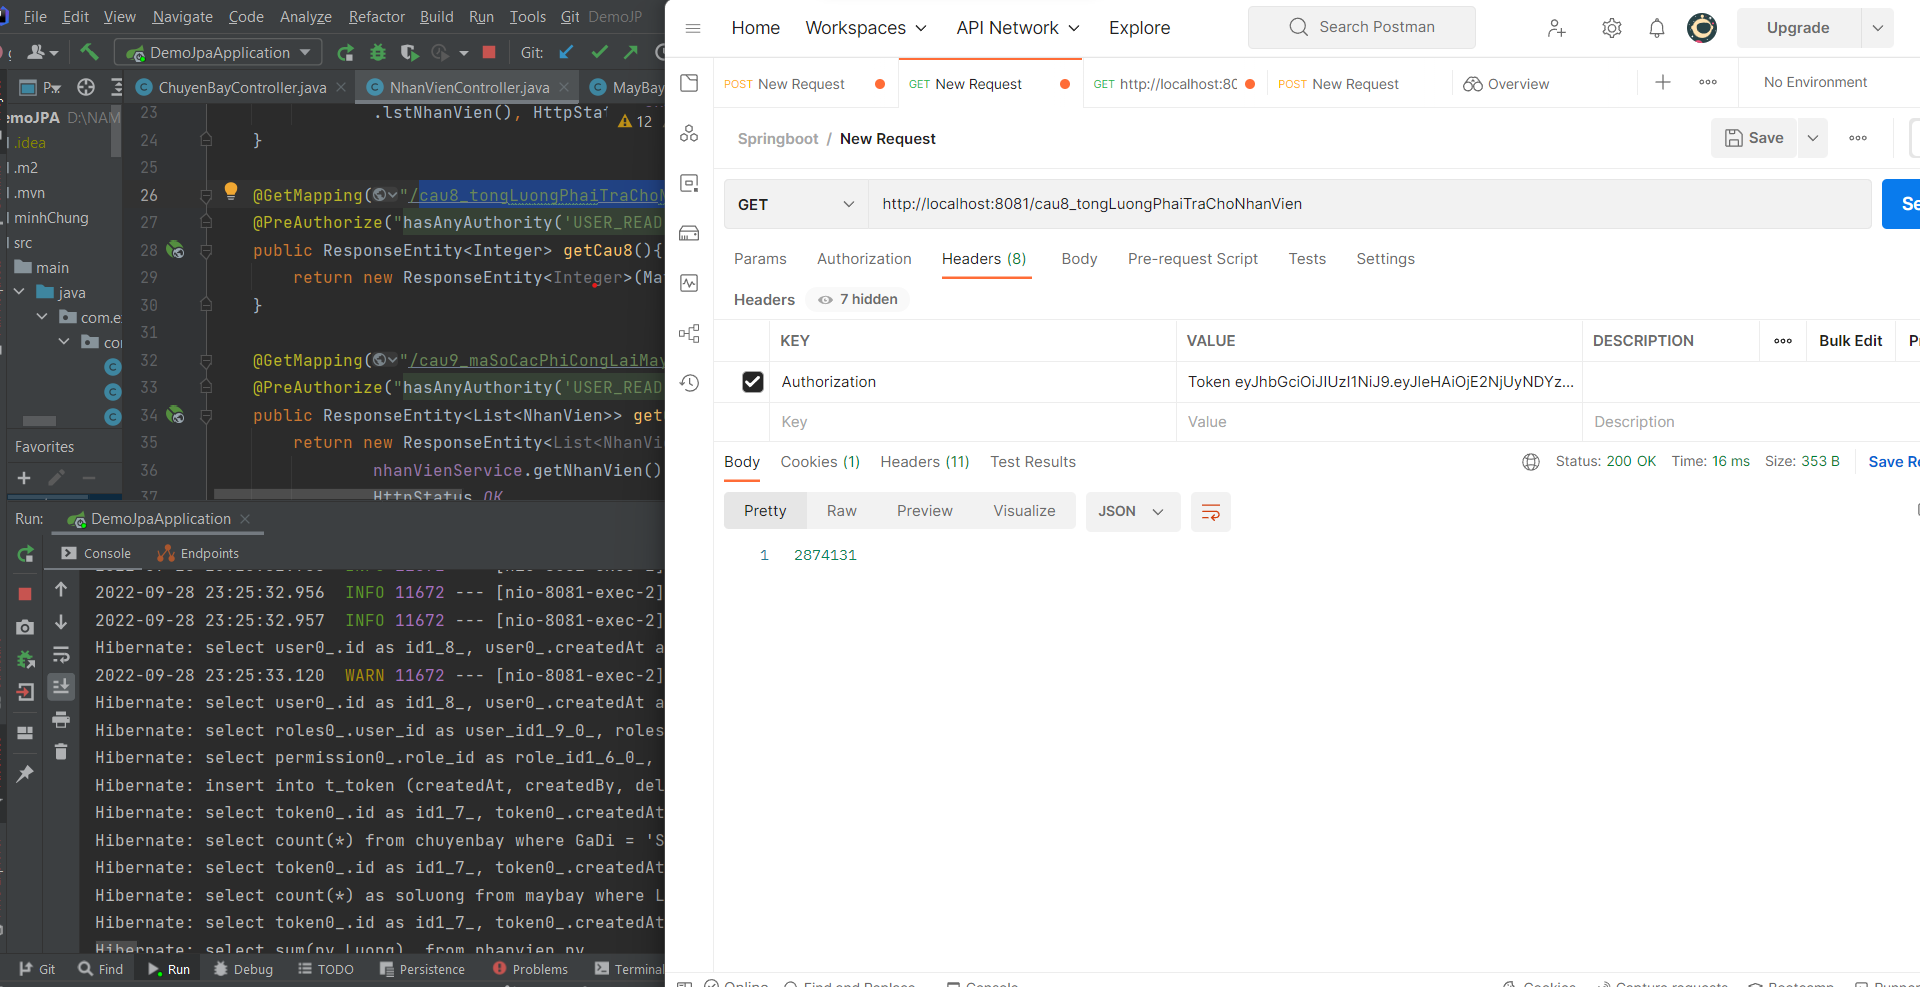 File Edit View Navigate Code Analyze Refactor Build Run Tools Git DemoJP
DemoJpaApplication Git:
ChuyenBayController.java NhanVienController.java MayBay
emoJPA D:\NAM
.idea
.m2
.mvn
minhChung
src
main
java
com.e
co
Favorites
23 .lstNhanVien(), HttpStat 12
24 }
25
26 @GetMapping("/cau8_tongLuongPhaiTraChoN
27 @PreAuthorize("hasAnyAuthority('USER_READ
28 public ResponseEntity<Integer> getCau8(){
29 return new ResponseEntity<Integer>(Ma
30 }
31
32 @GetMapping("/cau9_maSoCacPhiCongLaiMay
33 @PreAuthorize("hasAnyAuthority('USER_READ
34 public ResponseEntity<List<NhanVien>> get
35 return new ResponseEntity<List<NhanVi
36 nhanVienService.getNhanVien()
37 HttpStatus.OK
Run: DemoJpaApplication
Console Endpoints
2022-09-28 23:25:32.956 INFO 11672 --- [nio-8081-exec-2]
2022-09-28 23:25:32.957 INFO 11672 --- [nio-8081-exec-2]
Hibernate: select user0_.id as id1_8_, user0_.createdAt a
2022-09-28 23:25:33.120 WARN 11672 --- [nio-8081-exec-2]
Hibernate: select user0_.id as id1_8_, user0_.createdAt a
Hibernate: select roles0_.user_id as user_id1_9_0_, roles
Hibernate: select permission0_.role_id as role_id1_6_0_,
Hibernate: insert into t_token (createdAt, createdBy, del
Hibernate: select token0_.id as id1_7_, token0_.createdAt
Hibernate: select count(*) from chuyenbay where GaDi = 'S
Hibernate: select token0_.id as id1_7_, token0_.createdAt
Hibernate: select count(*) as soluong from maybay where L
Hibernate: select token0_.id as id1_7_, token0_.createdAt
Hibernate: select sum(nv.Luong) from nhanvien nv
Git Find Run Debug TODO Persistence Problems Terminal
Home Workspaces API Network Explore Search Postman Upgrade
POST New Request GET New Request GET http://localhost:80 POST New Request Overview No Environment
Springboot / New Request Save
GET http://localhost:8081/cau8_tongLuongPhaiTraChoNhanVien Se
Params Authorization Headers (8) Body Pre-request Script Tests Settings
Headers 7 hidden
KEY VALUE DESCRIPTION Bulk Edit P
Authorization Token eyJhbGciOiJIUzI1NiJ9.eyJleHAiOjE2NjUyNDYz...
Key Value Description
Body Cookies (1) Headers (11) Test Results Status: 200 OK Time: 16 ms Size: 353 B Save Re
Pretty Raw Preview Visualize JSON
1 2874131
Online Find and Replace Console Cookies Capture requests Bootcamp Runner